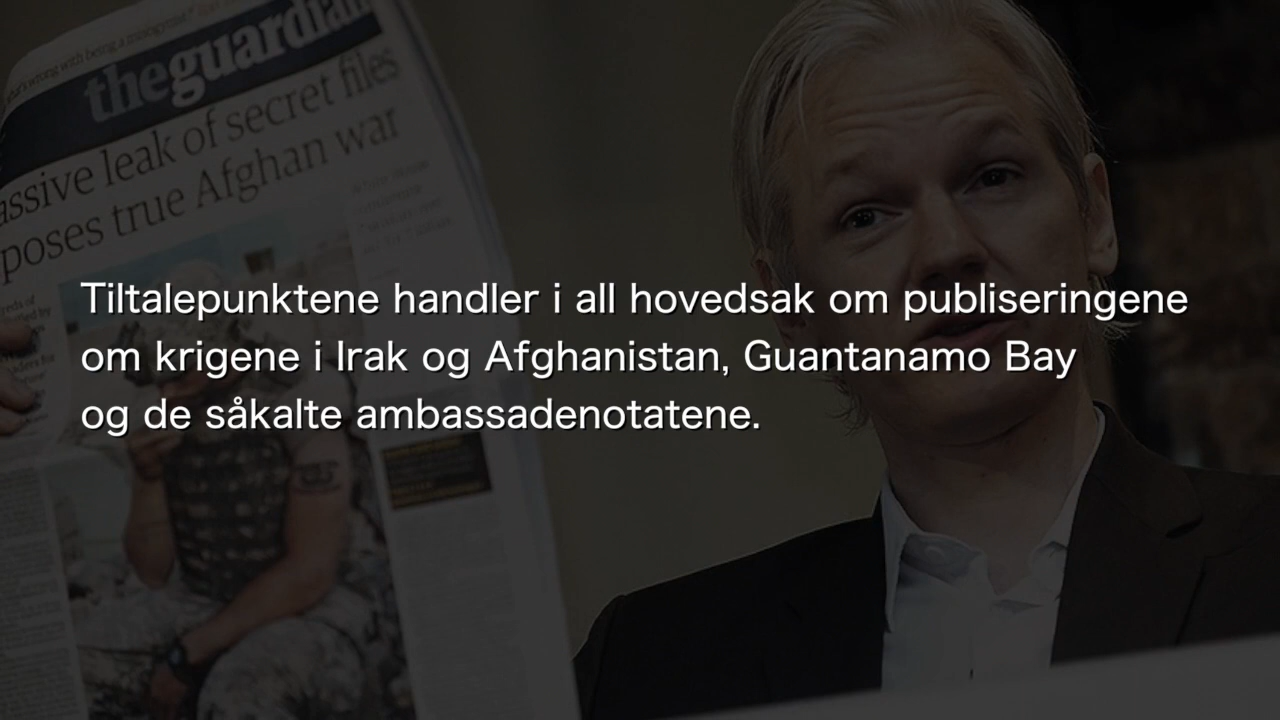 theguardian
assive leak of secret files
poses true Afghan war
Tiltalepunktene handler i all hovedsak om publiseringene
om krigene i Irak og Afghanistan, Guantanamo Bay
og de såkalte ambassadenotatene.